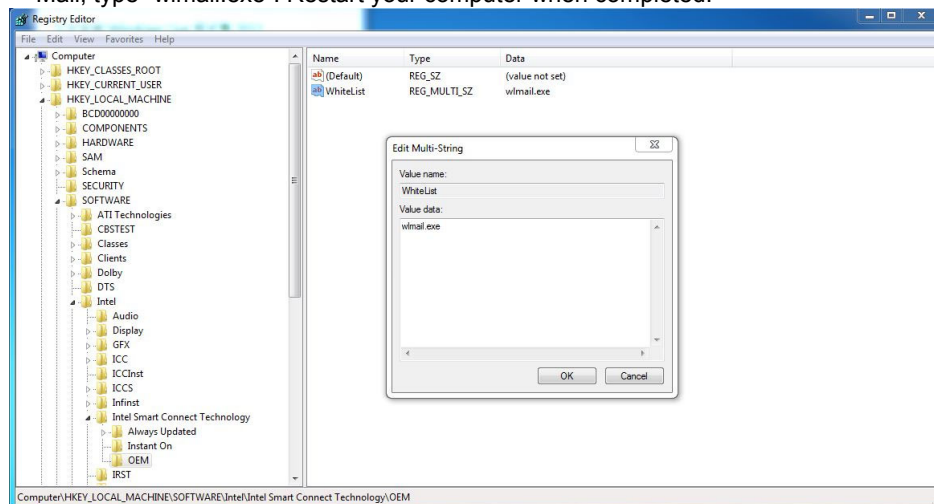 Mail, type "wlmail.exe". Restart your computer when completed.
Registry Editor
File Edit View Favorites Help
Computer
HKEY_CLASSES_ROOT
HKEY_CURRENT_USER
HKEY_LOCAL_MACHINE
BCD00000000
COMPONENTS
HARDWARE
SAM
Schema
SECURITY
SOFTWARE
ATI Technologies
CBSTEST
Classes
Clients
Dolby
DTS
Intel
Audio
Display
GFX
ICC
ICCInst
ICCS
Infinst
Intel Smart Connect Technology
Always Updated
Instant On
OEM
IRST
Name Type Data
(Default) REG_SZ (value not set)
WhiteList REG_MULTI_SZ wlmail.exe
Edit Multi-String
Value name:
WhiteList
Value data:
wlmail.exe
OK Cancel
Computer\HKEY_LOCAL_MACHINE\SOFTWARE\Intel\Intel Smart Connect Technology\OEM